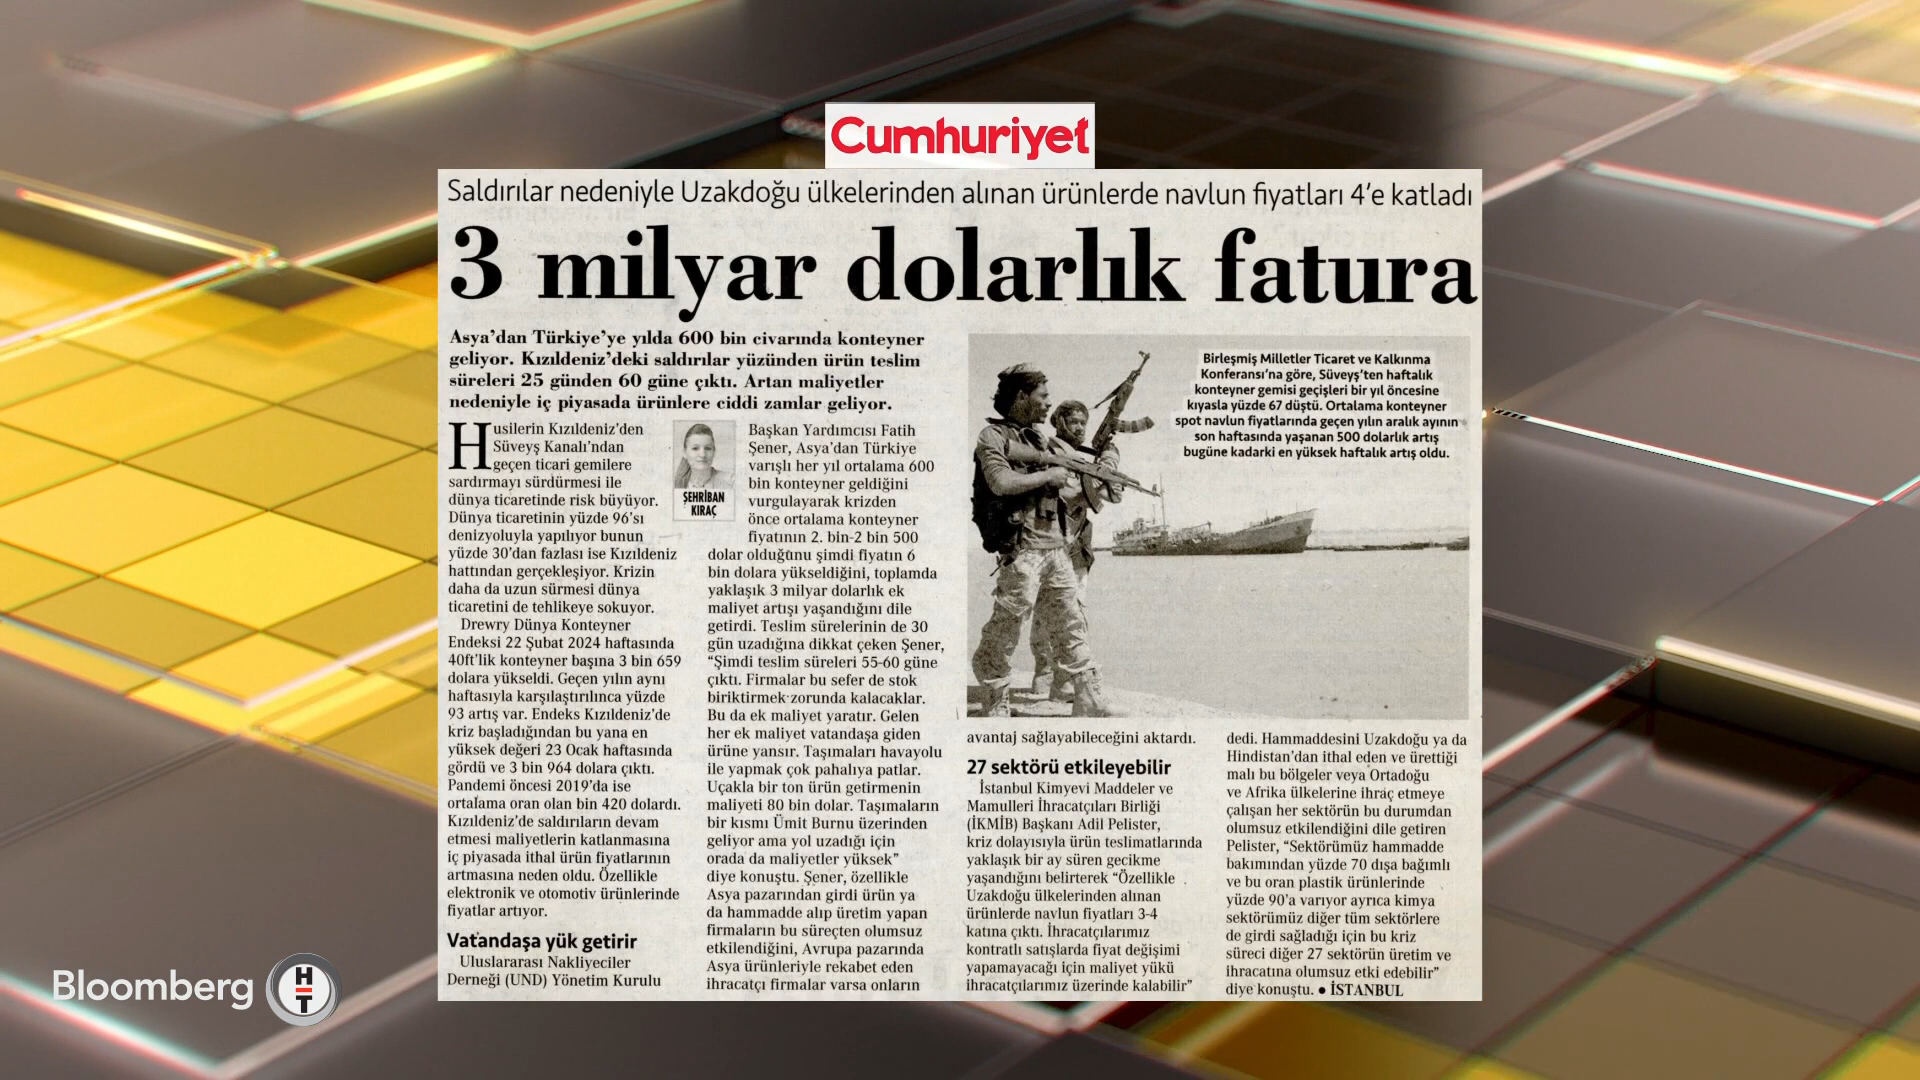 Cumhuriyet
Saldırılar nedeniyle Uzakdoğu ülkelerinden alınan ürünlerde navlun fiyatları 4'e katladı
3 milyar dolarlık fatura
Asya'dan Türkiye'ye yılda 600 bin civarında konteyner
geliyor. Kızıldeniz'deki saldırılar yüzünden ürün teslim
süreleri 25 günden 60 güne çıktı. Artan maliyetler
nedeniyle iç piyasada ürünlere ciddi zamlar geliyor.
Husilerin Kızıldeniz'den
Süveyş Kanalı'ndan
geçen ticari gemilere
sardırmayı sürdürmesi ile
dünya ticaretinde risk büyüyor.
Dünya ticaretinin yüzde 96'sı
denizyoluyla yapılıyor bunun
yüzde 30'dan fazlası ise Kızıldeniz
hattından gerçekleşiyor. Krizin
daha da uzun sürmesi dünya
ticaretini de tehlikeye sokuyor.
Drewry Dünya Konteyner
Endeksi 22 Şubat 2024 haftasında
40ft'lik konteyner başına 3 bin 659
dolara yükseldi. Geçen yılın aynı
haftasıyla karşılaştırılınca yüzde
93 artış var. Endeks Kızıldeniz'de
kriz başladığından bu yana en
yüksek değeri 23 Ocak haftasında
gördü ve 3 bin 964 dolara çıktı.
Pandemi öncesi 2019'da ise
ortalama oran olan bin 420 dolardı.
Kızıldeniz'de saldırıların devam
etmesi maliyetlerin katlanmasına
iç piyasada ithal ürün fiyatlarının
artmasına neden oldu. Özellikle
elektronik ve otomotiv ürünlerinde
fiyatlar artıyor.
Vatandaşa yük getirir
Uluslararası Nakliyeciler
Derneği (UND) Yönetim Kurulu
ŞEHRİBAN
KIRAÇ
Başkan Yardımcısı Fatih
Şener, Asya'dan Türkiye
varışlı her yıl ortalama 600
bin konteyner geldiğini
vurgulayarak krizden
önce ortalama konteyner
fiyatının 2. bin-2 bin 500
dolar olduğunu şimdi fiyatın 6
bin dolara yükseldiğini, toplamda
yaklaşık 3 milyar dolarlık ek
maliyet artışı yaşandığını dile
getirdi. Teslim sürelerinin de 30
gün uzadığına dikkat çeken Şener,
"Şimdi teslim süreleri 55-60 güne
çıktı. Firmalar bu sefer de stok
biriktirmek zorunda kalacaklar.
Bu da ek maliyet yaratır. Gelen
her ek maliyet vatandaşa giden
ürüne yansır. Taşımaları havayolu
ile yapmak çok pahalıya patlar.
Uçakla bir ton ürün getirmenin
maliyeti 80 bin dolar. Taşımaların
bir kısmı Ümit Burnu üzerinden
geliyor ama yol uzadığı için
orada da maliyetler yüksek"
diye konuştu. Şener, özellikle
Asya pazarından girdi ürün ya
da hammadde alıp üretim yapan
firmaların bu süreçten olumsuz
etkilendiğini, Avrupa pazarında
Asya ürünleriyle rekabet eden
ihracatçı firmalar varsa onların
Birleşmiş Milletler Ticaret ve Kalkınma
Konferansı'na göre, Süveyş'ten haftalık
konteyner gemisi geçişleri bir yıl öncesine
kıyasla yüzde 67 düştü. Ortalama konteyner
spot navlun fiyatlarında geçen yılın aralık ayının
son haftasında yaşanan 500 dolarlık artış
bugüne kadarki en yüksek haftalık artış oldu.
avantaj sağlayabileceğini aktardı.
27 sektörü etkileyebilir
İstanbul Kimyevi Maddeler ve
Mamulleri İhracatçıları Birliği
(İKMİB) Başkanı Adil Pelister,
kriz dolayısıyla ürün teslimatlarında
yaklaşık bir ay süren gecikme
yaşandığını belirterek "Özellikle
Uzakdoğu ülkelerinden alınan
ürünlerde navlun fiyatları 3-4
katına çıktı. İhracatçılarımız
kontratlı satışlarda fiyat değişimi
yapamayacağı için maliyet yükü
ihracatçılarımız üzerinde kalabilir"
dedi. Hammaddesini Uzakdoğu ya da
Hindistan'dan ithal eden ve ürettiği
malı bu bölgeler veya Ortadoğu
ve Afrika ülkelerine ihraç etmeye
çalışan her sektörün bu durumdan
olumsuz etkilendiğini dile getiren
Pelister, "Sektörümüz hammadde
bakımından yüzde 70 dışa bağımlı
ve bu oran plastik ürünlerinde
yüzde 90'a varıyor ayrıca kimya
sektörümüz diğer tüm sektörlere
de girdi sağladığı için bu kriz
süreci diğer 27 sektörün üretim ve
ihracatına olumsuz etki edebilir"
diye konuştu. ● İSTANBUL
Bloomberg HT